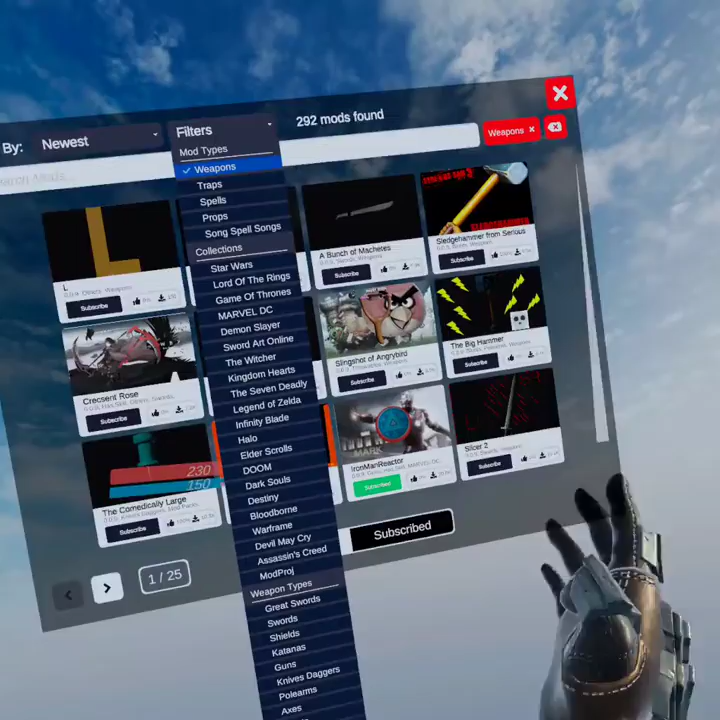 By:
Newest
Filters
292 mods found
Weapons ×
Mod Types
✓ Weapons
Traps
Spells
Props
Song Spell Songs
Collections
Star Wars
Lord Of The Rings
Game Of Thrones
MARVEL DC
Demon Slayer
Sword Art Online
The Witcher
Kingdom Hearts
The Seven Deadly
Legend of Zelda
Infinity Blade
Halo
Elder Scrolls
DOOM
Dark Souls
Destiny
Bloodborne
Warframe
Devil May Cry
Assassin's Creed
ModProj
Weapon Types
Great Swords
Swords
Shields
Katanas
Guns
Knives Daggers
Polearms
Axes
L
Subscribe
A Bunch of Machetes
Subscribe
Sledgehammer from Serious
Subscribe
Crecsent Rose
Subscribe
Slingshot of Angrybird
Subscribe
The Big Hammer
Subscribe
230
150
The Comedically Large
Subscribe
MARK
IronManReactor
Subscribed
Slicer 2
Subscribe
< > 1 / 25
Subscribed